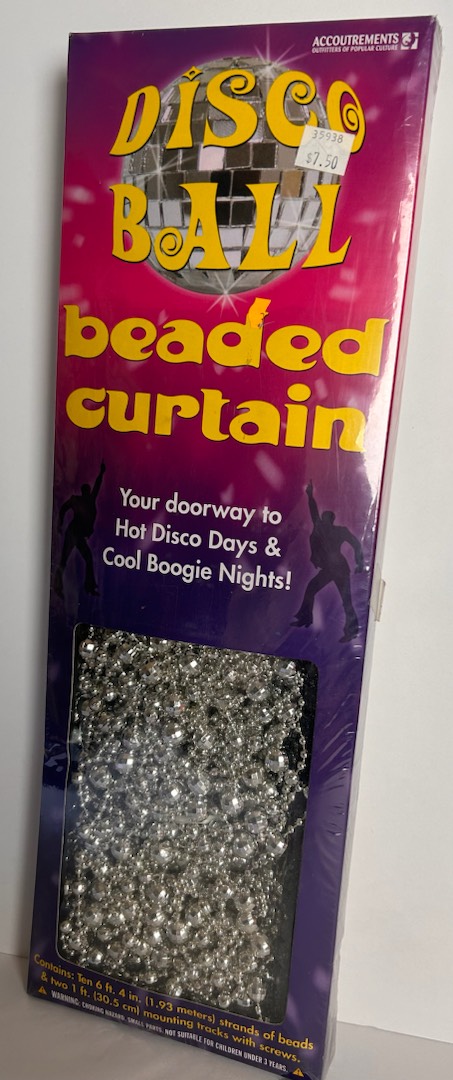 ACCOUTREMENTS
OUTFITTERS OF POPULAR CULTURE
DISCO
35938
$7.50
BALL
beaded
curtain
Your doorway to
Hot Disco Days &
Cool Boogie Nights!
Contains: Ten 6 ft. 4 in. (1.93 meters) strands of beads
& two 1 ft. (30.5 cm) mounting tracks with screws.
WARNING: CHOKING HAZARD. SMALL PARTS. NOT SUITABLE FOR CHILDREN UNDER 3 YEARS.